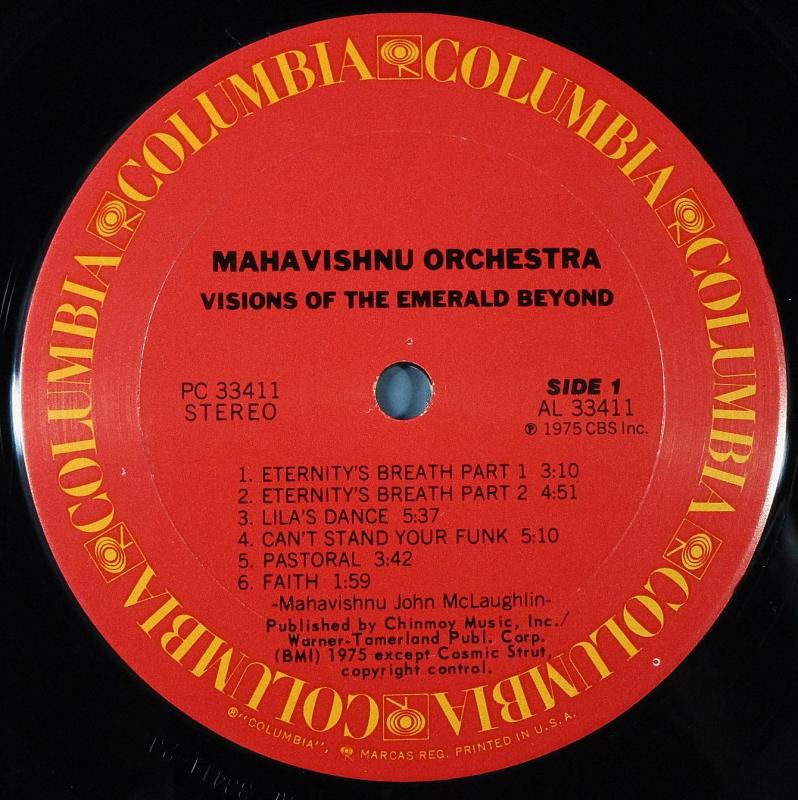 COLUMBIA COLUMBIA COLUMBIA COLUMBIA COLUMBIA COLUMBIA COLUMBIA COLUMBIA
MAHAVISHNU ORCHESTRA
VISIONS OF THE EMERALD BEYOND
PC 33411
STEREO
SIDE 1
AL 33411
℗ 1975 CBS Inc.
1. ETERNITY'S BREATH PART 1 3:10
2. ETERNITY'S BREATH PART 2 4:51
3. LILA'S DANCE 5:37
4. CAN'T STAND YOUR FUNK 5:10
5. PASTORAL 3:42
6. FAITH 1:59
-Mahavishnu John McLaughlin-
Published by Chinmoy Music, Inc./
Warner-Tamerland Publ. Corp.
(BMI) 1975 except Cosmic Strut,
copyright control.
®"COLUMBIA", MARCAS REG. PRINTED IN U.S.A.